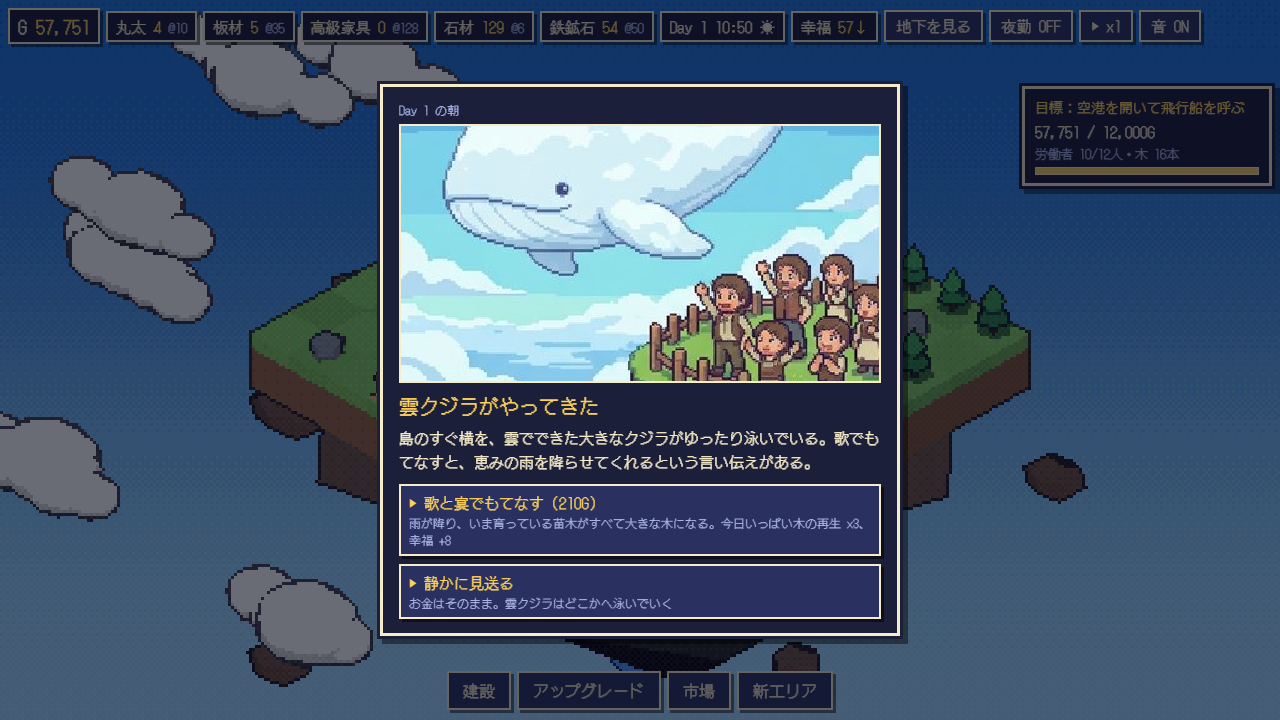 G 57,751
丸太 4 @10
板材 5 @35
高級家具 0 @128
石材 129 @6
鉄鉱石 54 @50
Day 1 10:50 ☀
幸福 57↓
地下を見る
夜勤 OFF
▶ x1
音 ON
目標：空港を開いて飛行船を呼ぶ
57,751 / 12,000G
労働者 10/12人・木 16本
Day 1 の朝
雲クジラがやってきた
島のすぐ横を、雲でできた大きなクジラがゆったり泳いでいる。歌でも
てなすと、恵みの雨を降らせてくれるという言い伝えがある。
▶ 歌と宴でもてなす（210G）
雨が降り、いま育っている苗木がすべて大きな木になる。今日いっぱい木の再生 x3、
幸福 +8
▶ 静かに見送る
お金はそのまま。雲クジラはどこかへ泳いでいく
建設
アップグレード
市場
新エリア